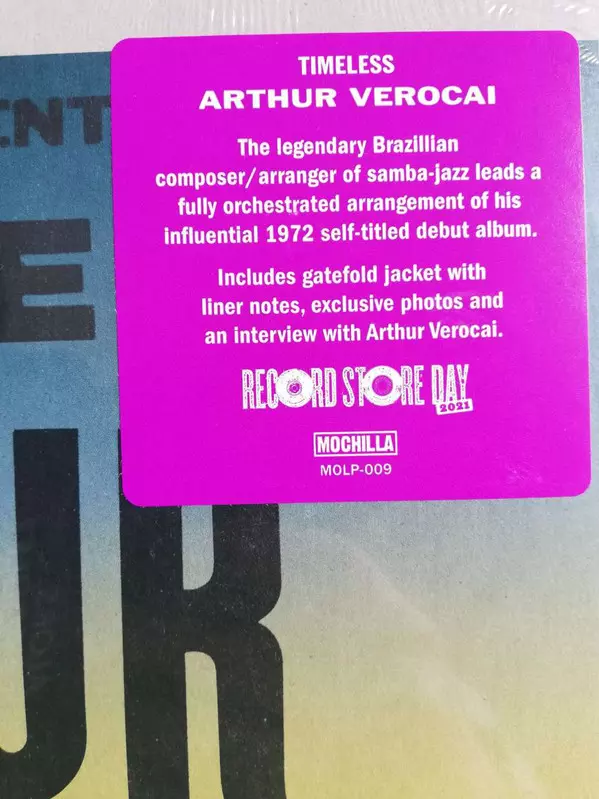 ENT
E
UR
TIMELESS
ARTHUR VEROCAI
The legendary Brazillian
composer/arranger of samba-jazz leads a
fully orchestrated arrangement of his
influential 1972 self-titled debut album.
Includes gatefold jacket with
liner notes, exclusive photos and
an interview with Arthur Verocai.
RECORD STORE DAY
2021
MOCHILLA
MOLP-009